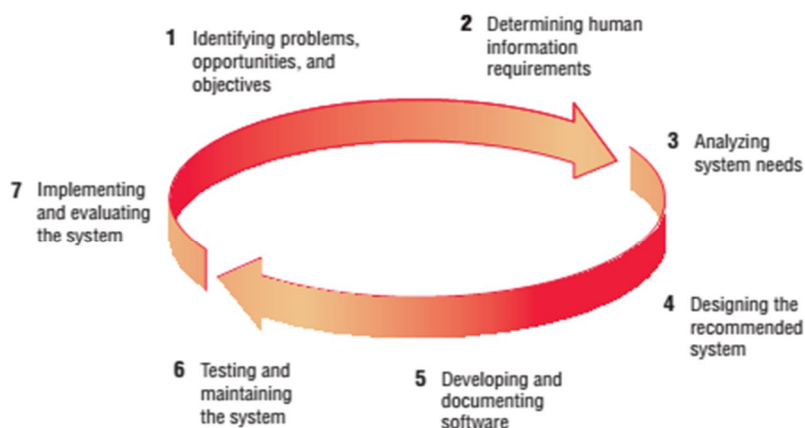 1 Identifying problems,
opportunities, and
objectives
2 Determining human
information
requirements
3 Analyzing
system needs
4 Designing the
recommended
system
5 Developing and
documenting
software
6 Testing and
maintaining
the system
7 Implementing
and evaluating
the system